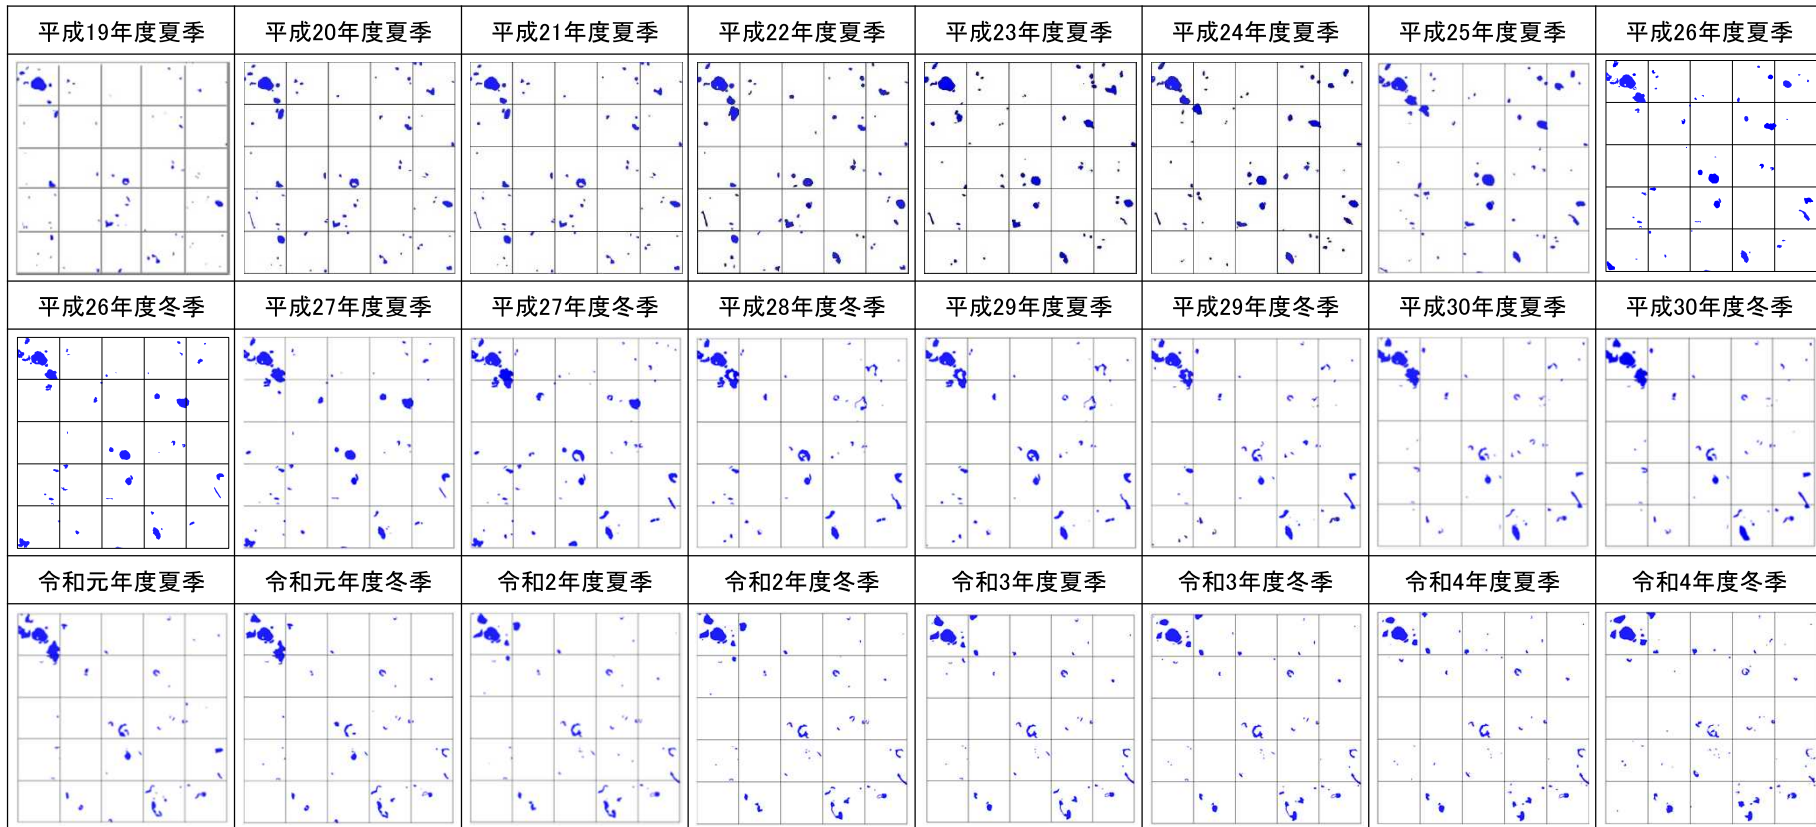 平成19年度夏季
平成20年度夏季
平成21年度夏季
平成22年度夏季
平成23年度夏季
平成24年度夏季
平成25年度夏季
平成26年度夏季
平成26年度冬季
平成27年度夏季
平成27年度冬季
平成28年度冬季
平成29年度夏季
平成29年度冬季
平成30年度夏季
平成30年度冬季
令和元年度夏季
令和元年度冬季
令和2年度夏季
令和2年度冬季
令和3年度夏季
令和3年度冬季
令和4年度夏季
令和4年度冬季